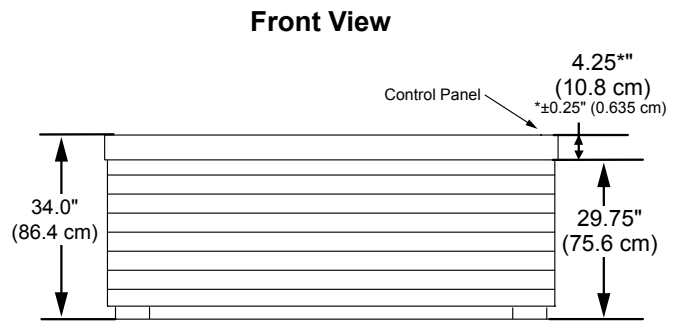 Front View
4.25*"
(10.8 cm)
*±0.25" (0.635 cm)
Control Panel
34.0"
(86.4 cm)
29.75"
(75.6 cm)